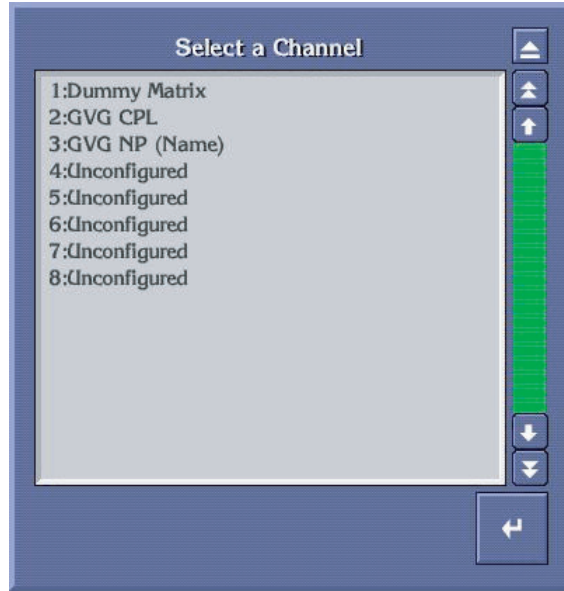 Select a Channel
1:Dummy Matrix
2:GVG CPL
3:GVG NP (Name)
4:Unconfigured
5:Unconfigured
6:Unconfigured
7:Unconfigured
8:Unconfigured